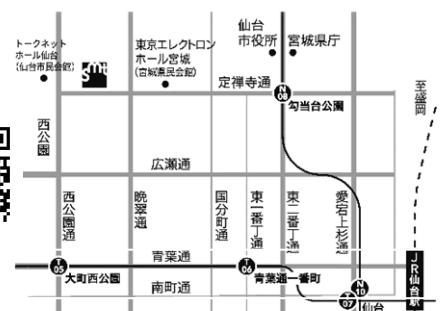 トークネット
ホール仙台
(仙台市民会館)
smt
東京エレクトロン
ホール宮城
(宮城県民会館)
仙台
市役所
宮城県庁
定禅寺通
N
08
勾当台公園
至盛岡
西公園
広瀬通
西公園通
晩翠通
国分町通
東一番丁通
東二番丁通
愛宕上杉通
青葉通
T
05
大町西公園
T
06
青葉通一番町
南町通
N
10
T
07
仙台
JR仙台駅